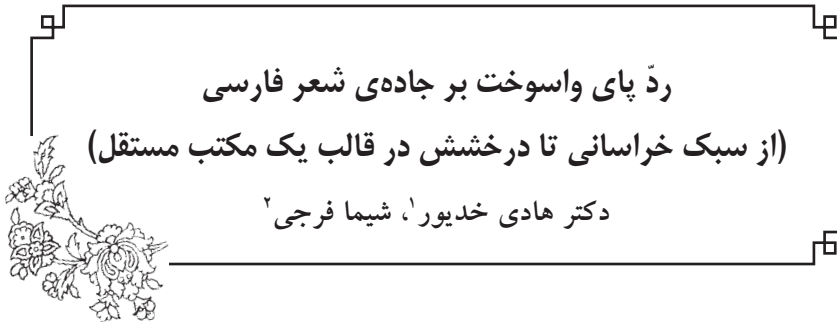 ردّ پای واسوخت بر جاده‌ی شعر فارسی
(از سبک خراسانی تا درخشش در قالب یک مکتب مستقل)
دکتر هادی خدیور۱، شیما فرجی۲